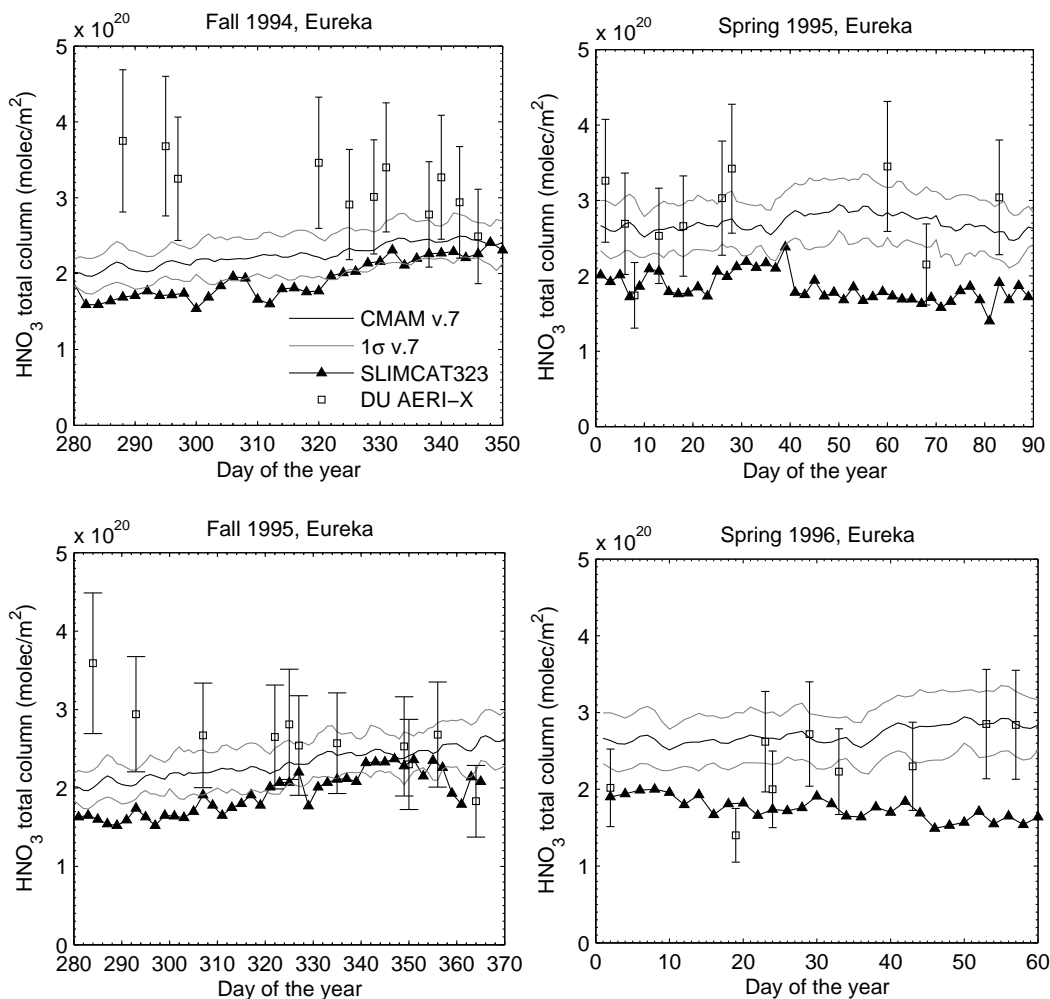 x 10^20
Fall 1994, Eureka
5
4
3
2
1
0
HNO₃ total column (molec/m²)
280 290 300 310 320 330 340 350
Day of the year
CMAM v.7
1σ v.7
SLIMCAT323
DU AERI−X
x 10^20
Spring 1995, Eureka
5
4
3
2
1
0
HNO₃ total column (molec/m²)
0 10 20 30 40 50 60 70 80 90
Day of the year
x 10^20
Fall 1995, Eureka
5
4
3
2
1
0
HNO₃ total column (molec/m²)
280 290 300 310 320 330 340 350 360 370
Day of the year
x 10^20
Spring 1996, Eureka
5
4
3
2
1
0
HNO₃ total column (molec/m²)
0 10 20 30 40 50 60
Day of the year